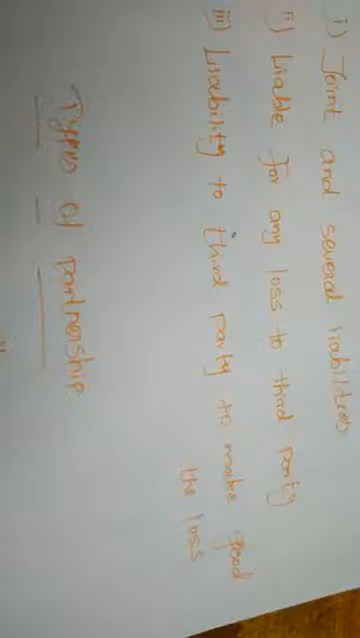 i) Joint and several liabilities
ii) Liable for any loss to third party
iii) Liability to third party to make good
the loss
Types of partnership